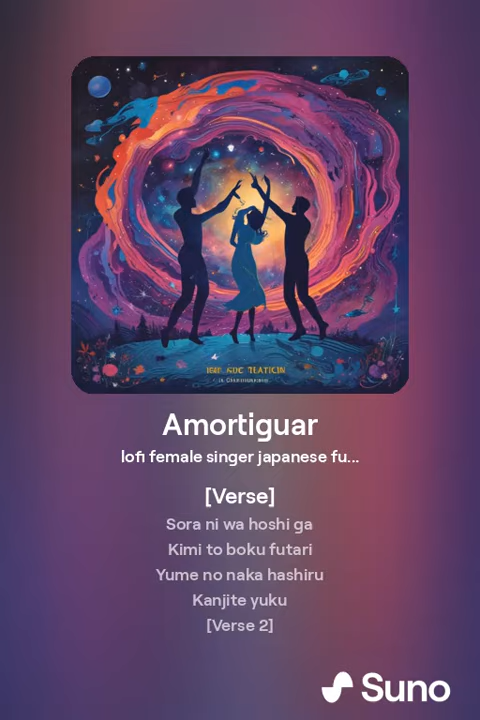 Amortiguar
lofi female singer japanese fu...
[Verse]
Sora ni wa hoshi ga
Kimi to boku futari
Yume no naka hashiru
Kanjite yuku
[Verse 2]
Suno